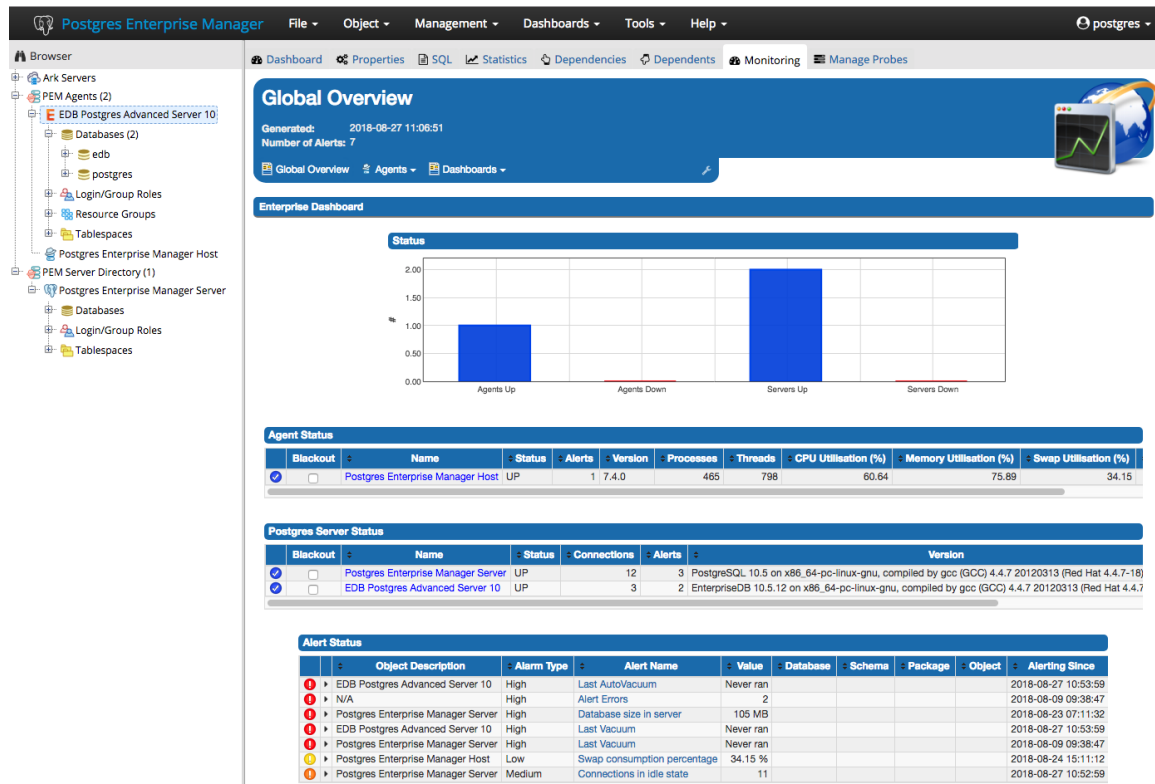 Postgres Enterprise Manager File Object Management Dashboards Tools Help postgres
Browser
Dashboard Properties SQL Statistics Dependencies Dependents Monitoring Manage Probes
Ark Servers
PEM Agents (2)
EDB Postgres Advanced Server 10
Databases (2)
edb
postgres
Login/Group Roles
Resource Groups
Tablespaces
Postgres Enterprise Manager Host
PEM Server Directory (1)
Postgres Enterprise Manager Server
Databases
Login/Group Roles
Tablespaces
Global Overview
Generated: 2018-08-27 11:06:51
Number of Alerts: 7
Global Overview Agents Dashboards
Enterprise Dashboard
Status
2.00
1.50
#
1.00
0.50
0.00
Agents Up Agents Down Servers Up Servers Down
Agent Status
Blackout Name Status Alerts Version Processes Threads CPU Utilisation (%) Memory Utilisation (%) Swap Utilisation (%)
Postgres Enterprise Manager Host UP 1 7.4.0 465 798 60.64 75.89 34.15
Postgres Server Status
Blackout Name Status Connections Alerts Version
Postgres Enterprise Manager Server UP 12 3 PostgreSQL 10.5 on x86_64-pc-linux-gnu, compiled by gcc (GCC) 4.4.7 20120313 (Red Hat 4.4.7-18)
EDB Postgres Advanced Server 10 UP 3 2 EnterpriseDB 10.5.12 on x86_64-pc-linux-gnu, compiled by gcc (GCC) 4.4.7 20120313 (Red Hat 4.4.7
Alert Status
Object Description Alarm Type Alert Name Value Database Schema Package Object Alerting Since
EDB Postgres Advanced Server 10 High Last AutoVacuum Never ran 2018-08-27 10:53:59
N/A High Alert Errors 2 2018-08-09 09:38:47
Postgres Enterprise Manager Server High Database size in server 105 MB 2018-08-23 07:11:32
EDB Postgres Advanced Server 10 High Last Vacuum Never ran 2018-08-27 10:53:59
Postgres Enterprise Manager Server High Last Vacuum Never ran 2018-08-09 09:38:47
Postgres Enterprise Manager Host Low Swap consumption percentage 34.15 % 2018-08-24 15:11:12
Postgres Enterprise Manager Server Medium Connections in idle state 11 2018-08-27 10:52:59